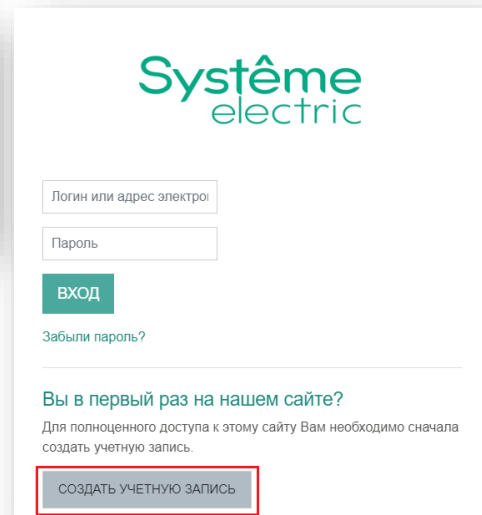 Système
electric
Логин или адрес электро
Пароль
ВХОД
Забыли пароль?
Вы в первый раз на нашем сайте?
Для полноценного доступа к этому сайту Вам необходимо сначала
создать учетную запись.
СОЗДАТЬ УЧЕТНУЮ ЗАПИСЬ